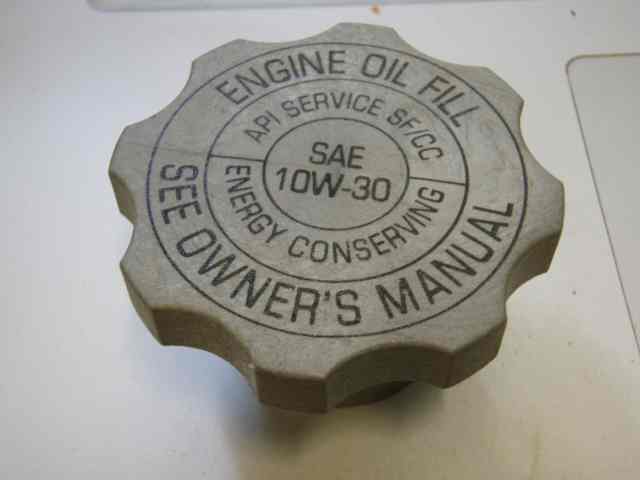 ENGINE OIL FILL
API SERVICE SF/CC
SAE
10W-30
ENERGY CONSERVING
SEE OWNER'S MANUAL